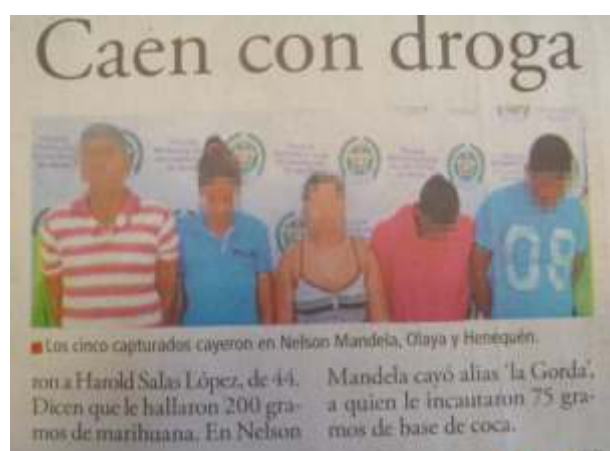 Caen con droga
Los cinco capturados cayeron en Nelson Mandela, Olaya y Henequén.
ron a Harold Salas López, de 44.
Dicen que le hallaron 200 gra-
mos de marihuana. En Nelson
Mandela cayó alias 'la Gorda',
a quien le incautaron 75 gra-
mos de base de coca.
08